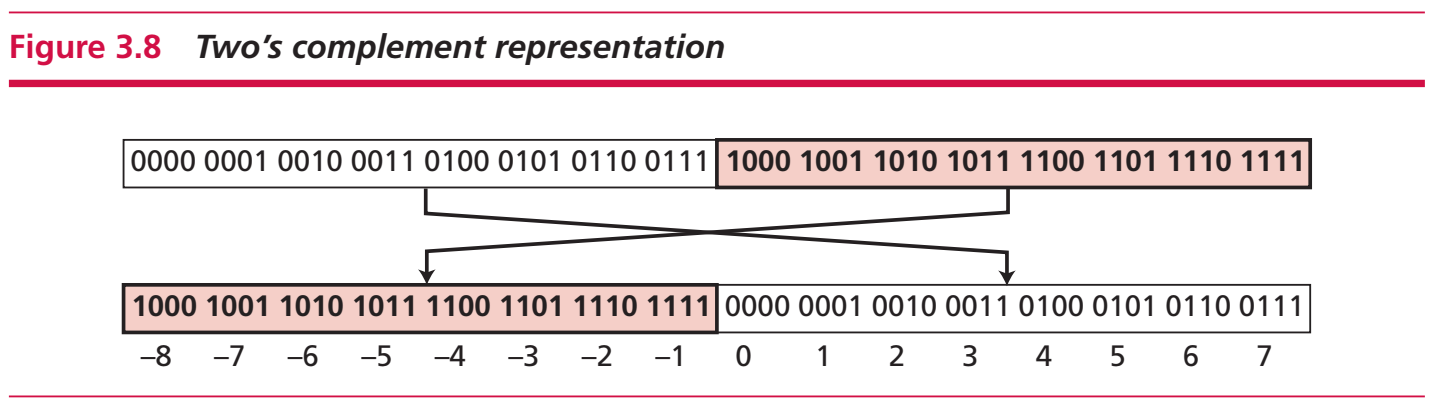 Figure 3.8 Two's complement representation
0000 0001 0010 0011 0100 0101 0110 0111 1000 1001 1010 1011 1100 1101 1110 1111
1000 1001 1010 1011 1100 1101 1110 1111 0000 0001 0010 0011 0100 0101 0110 0111
–8 –7 –6 –5 –4 –3 –2 –1 0 1 2 3 4 5 6 7